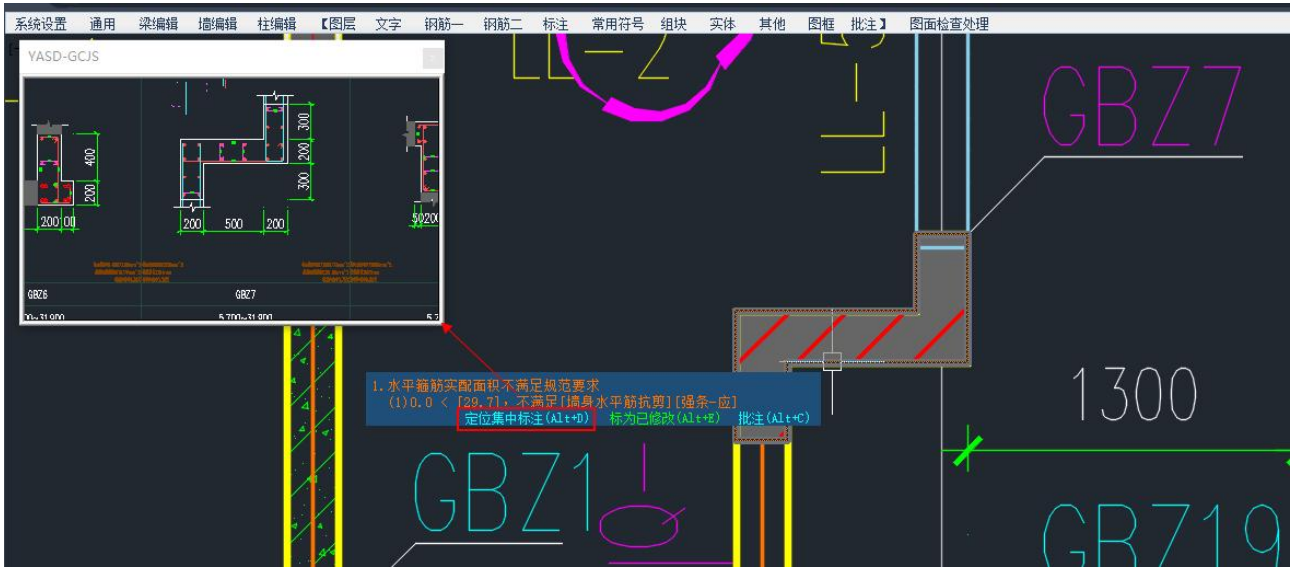 系统设置 通用 梁编辑 墙编辑 柱编辑 【图层 文字 钢筋一 钢筋二 标注 常用符号 组块 实体 其他 图框 批注】 图面检查处理
YASD-GCJS
300
200
300
400
200
200 100
200 500 200
50 200
GBZ6
GBZ7
5.700~31.900
GBZ7
1.水平箍筋实配面积不满足规范要求
(1)0.0 < [29.7], 不满足[墙身水平筋抗剪][强条-应]
定位集中标注(Alt+D) 标为已修改(Alt+E) 批注(Alt+C)
1300
GBZ1
GBZ19